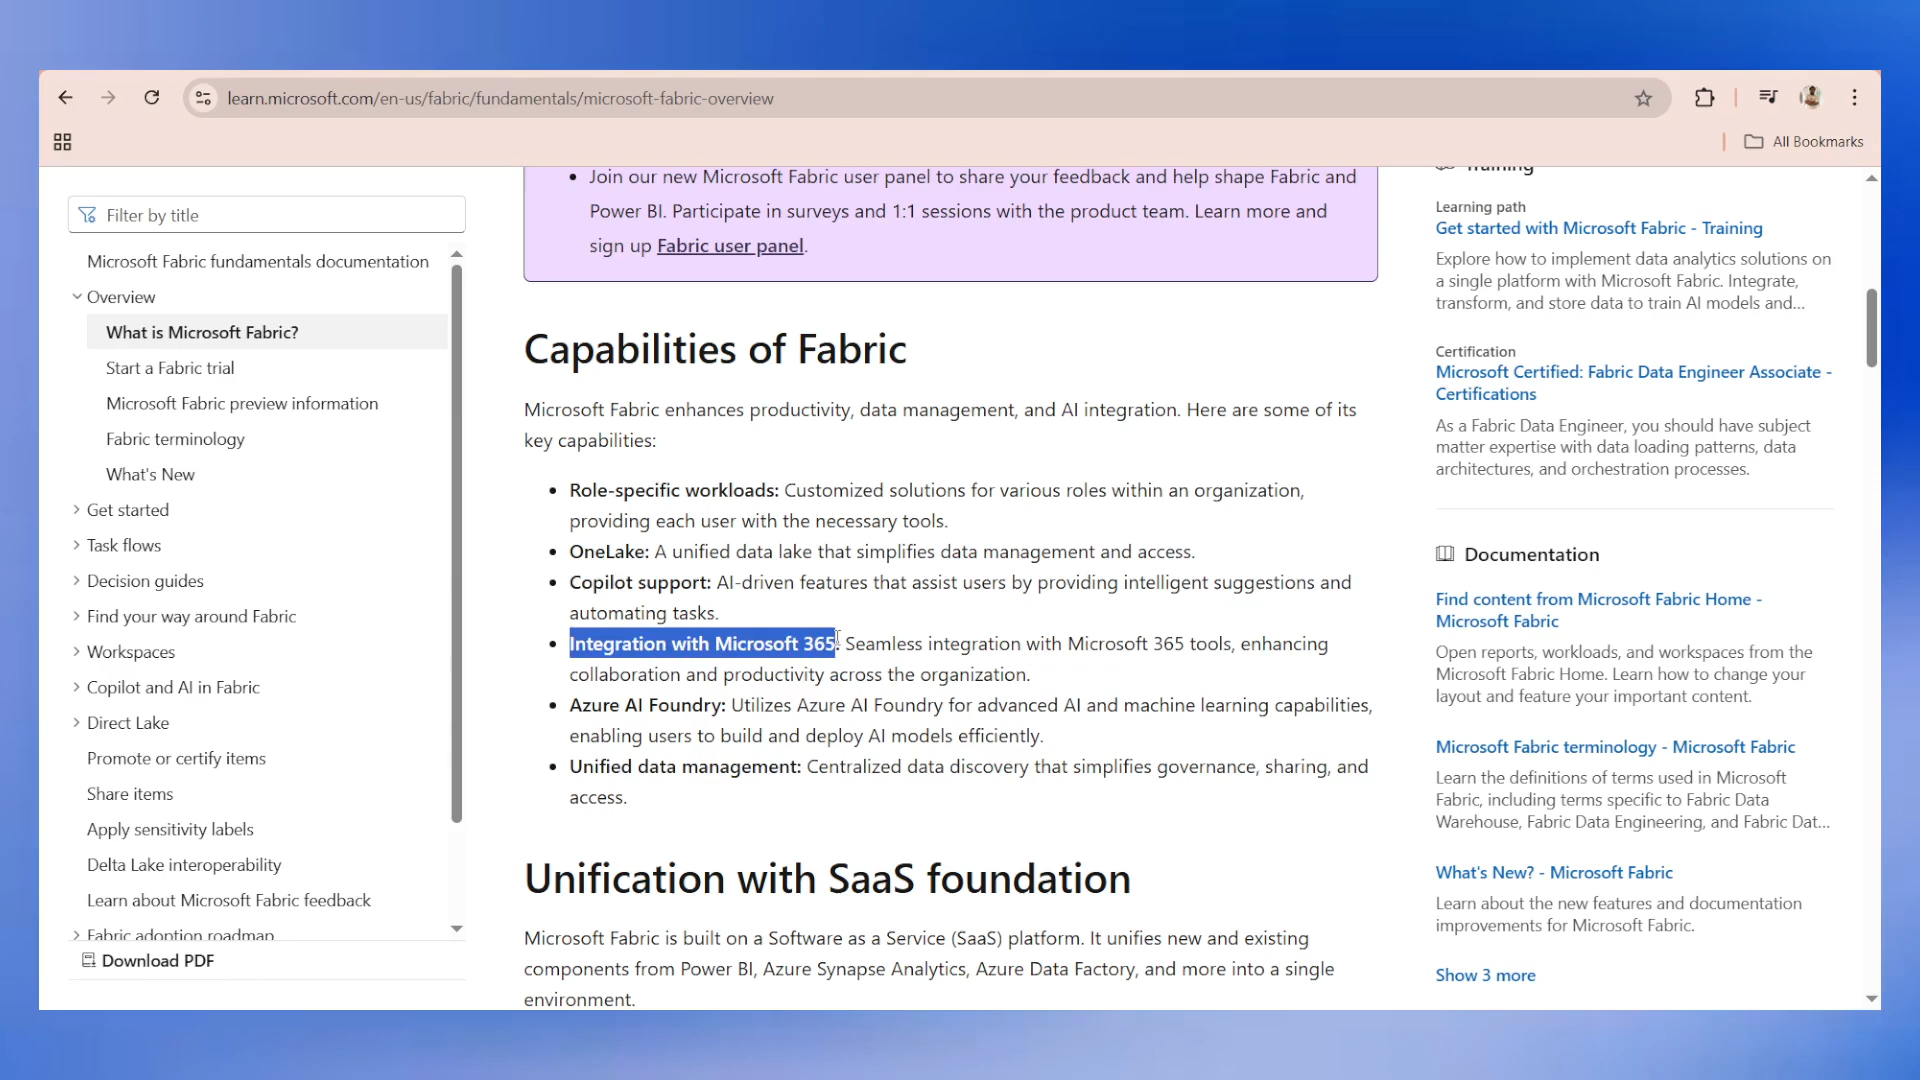 learn.microsoft.com/en-us/fabric/fundamentals/microsoft-fabric-overview
All Bookmarks
Filter by title
Microsoft Fabric fundamentals documentation
Overview
What is Microsoft Fabric?
Start a Fabric trial
Microsoft Fabric preview information
Fabric terminology
What's New
Get started
Task flows
Decision guides
Find your way around Fabric
Workspaces
Copilot and AI in Fabric
Direct Lake
Promote or certify items
Share items
Apply sensitivity labels
Delta Lake interoperability
Learn about Microsoft Fabric feedback
Fabric adoption roadmap
Download PDF
• Join our new Microsoft Fabric user panel to share your feedback and help shape Fabric and
Power BI. Participate in surveys and 1:1 sessions with the product team. Learn more and
sign up Fabric user panel.
Capabilities of Fabric
Microsoft Fabric enhances productivity, data management, and AI integration. Here are some of its
key capabilities:
• Role-specific workloads: Customized solutions for various roles within an organization,
providing each user with the necessary tools.
• OneLake: A unified data lake that simplifies data management and access.
• Copilot support: AI-driven features that assist users by providing intelligent suggestions and
automating tasks.
• Integration with Microsoft 365: Seamless integration with Microsoft 365 tools, enhancing
collaboration and productivity across the organization.
• Azure AI Foundry: Utilizes Azure AI Foundry for advanced AI and machine learning capabilities,
enabling users to build and deploy AI models efficiently.
• Unified data management: Centralized data discovery that simplifies governance, sharing, and
access.
Unification with SaaS foundation
Microsoft Fabric is built on a Software as a Service (SaaS) platform. It unifies new and existing
components from Power BI, Azure Synapse Analytics, Azure Data Factory, and more into a single
environment.
Training
Learning path
Get started with Microsoft Fabric - Training
Explore how to implement data analytics solutions on
a single platform with Microsoft Fabric. Integrate,
transform, and store data to train AI models and...
Certification
Microsoft Certified: Fabric Data Engineer Associate -
Certifications
As a Fabric Data Engineer, you should have subject
matter expertise with data loading patterns, data
architectures, and orchestration processes.
Documentation
Find content from Microsoft Fabric Home -
Microsoft Fabric
Open reports, workloads, and workspaces from the
Microsoft Fabric Home. Learn how to change your
layout and feature your important content.
Microsoft Fabric terminology - Microsoft Fabric
Learn the definitions of terms used in Microsoft
Fabric, including terms specific to Fabric Data
Warehouse, Fabric Data Engineering, and Fabric Dat...
What's New? - Microsoft Fabric
Learn about the new features and documentation
improvements for Microsoft Fabric.
Show 3 more